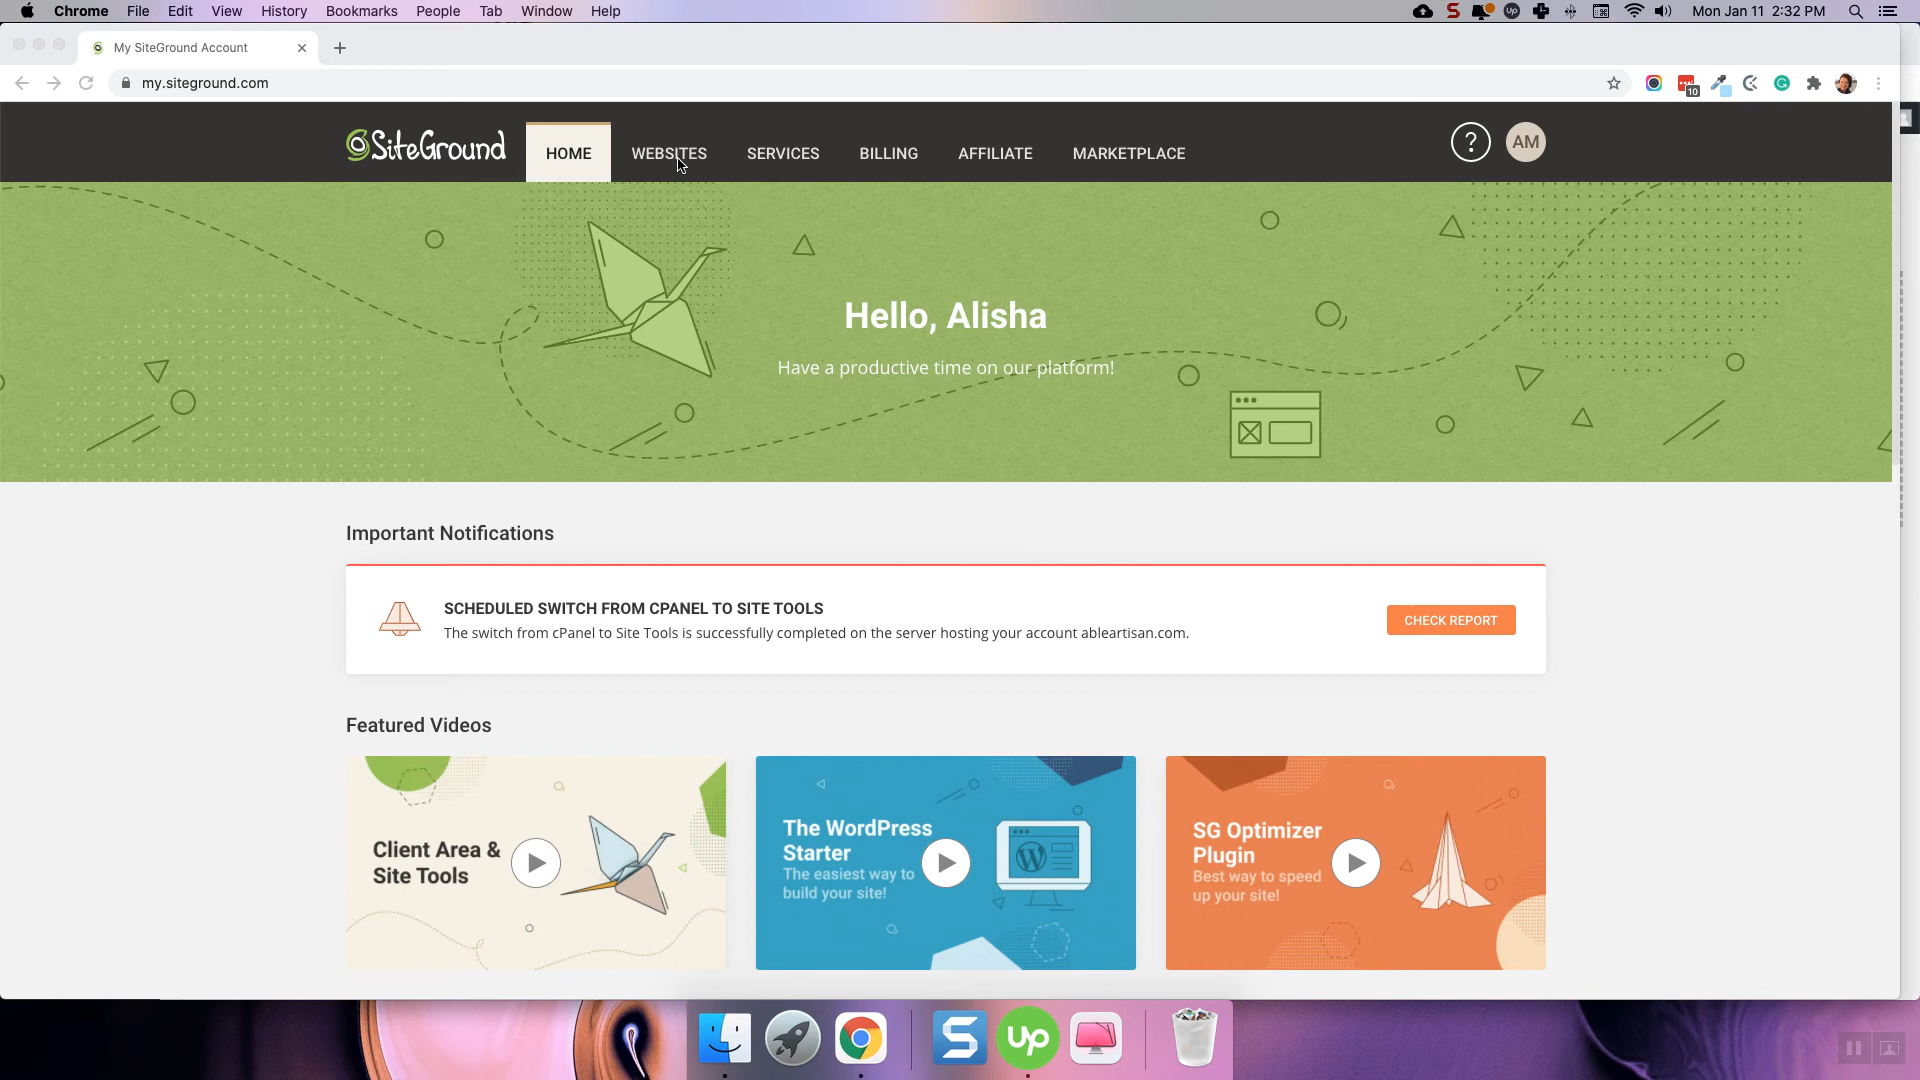 Chrome File Edit View History Bookmarks People Tab Window Help
Mon Jan 11 2:32 PM
My SiteGround Account
my.siteground.com
10
SiteGround
HOME WEBSITES SERVICES BILLING AFFILIATE MARKETPLACE
? AM
Hello, Alisha
Have a productive time on our platform!
Important Notifications
SCHEDULED SWITCH FROM CPANEL TO SITE TOOLS
The switch from cPanel to Site Tools is successfully completed on the server hosting your account ableartisan.com.
CHECK REPORT
Featured Videos
Client Area &
Site Tools
The WordPress
Starter
The easiest way to
build your site!
SG Optimizer
Plugin
Best way to speed
up your site!
S
up